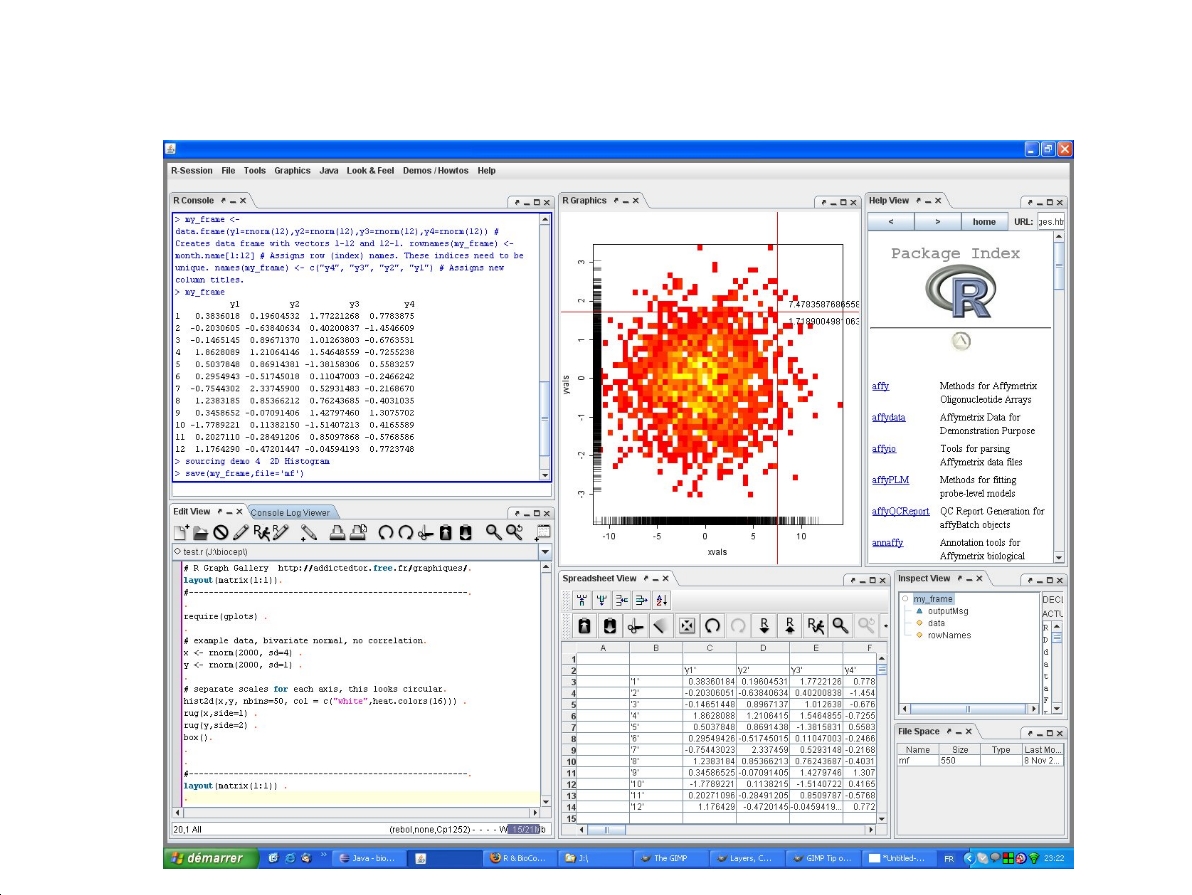 R-Session File Tools Graphics Java Look & Feel Demos / Howtos Help
R Console
> my_frame <-
data.frame(y1=rnorm(12),y2=rnorm(12),y3=rnorm(12),y4=rnorm(12)) #
Creates data frame with vectors 1-12 and 12-1. rownames(my_frame) <-
month.name[1:12] # Assigns row (index) names. These indices need to be
unique. names(my_frame) <- c("y4", "y3", "y2", "y1") # Assigns new
column titles.
> my_frame
y1 y2 y3 y4
1 0.3836018 0.19604532 1.77221268 0.7783875
2 -0.2030605 -0.63840634 0.40200837 -1.4546609
3 -0.1465145 0.89671370 1.01263803 -0.6763531
4 1.8628089 1.21064146 1.54648559 -0.7255238
5 0.5037848 0.86914381 -1.38158306 0.5583257
6 0.2954943 -0.51745018 0.11047003 -0.2466242
7 -0.7544302 2.33745900 0.52931483 -0.2168670
8 1.2383185 0.85366212 0.76243685 -0.4031035
9 0.3458652 -0.07091406 1.42797460 1.3075702
10 -1.7789221 0.11382150 -1.51407213 0.4165589
11 0.2027110 -0.28491206 0.85097868 -0.5768586
12 1.1764290 -0.47201447 -0.04594193 0.7723748
> sourcing demo 4 2D Histogram
> save(my_frame,file='mf')
R Graphics
7.4783587686558
1.7189004981063
yvals
-3 -2 -1 0 1 2 3
-10 -5 0 5 10
xvals
Help View
< > home URL: ges.htm
Package Index
R
affy Methods for Affymetrix
Oligonucleotide Arrays
affydata Affymetrix Data for
Demonstration Purpose
affyio Tools for parsing
Affymetrix data files
affyPLM Methods for fitting
probe-level models
affyQCReport QC Report Generation for
affyBatch objects
annaffy Annotation tools for
Affymetrix biological
Edit View Console Log Viewer
test.r (J:\biocep\)
# R Graph Gallery http://addictedtor.free.fr/graphiques/.
layout(matrix(1:1)).
#----------------------------------------------------.
.
require(gplots) .
.
# example data, bivariate normal, no correlation.
x <- rnorm(2000, sd=4) .
y <- rnorm(2000, sd=1) .
.
# separate scales for each axis, this looks circular.
hist2d(x,y, nbins=50, col = c("white",heat.colors(16))) .
rug(x,side=1) .
rug(y,side=2) .
box().
.
.
#----------------------------------------------------.
layout(matrix(1:1)) .
.
20,1 All (rebol,none,Cp1252) - - - - W 15/21Mb
Spreadsheet View
A B C D E F
1
2 y1' y2' y3' y4'
3 '1' 0.38360184 0.19604531 1.7722126 0.778
4 '2' -0.20306051 -0.63840634 0.40200838 -1.454
5 '3' -0.14651448 0.8967137 1.012638 -0.676
6 '4' 1.8628088 1.2106415 1.5464855 -0.7255
7 '5' 0.5037848 0.8691438 -1.3815831 0.5583
8 '6' 0.29549426 -0.51745015 0.11047003 -0.2466
9 '7' -0.75443023 2.337459 0.5293148 -0.2168
10 '8' 1.2383184 0.85366213 0.76243687 -0.4031
11 '9' 0.34586525 -0.07091405 1.4279746 1.307
12 '10' -1.7789221 0.1138215 -1.5140722 0.4165
13 '11' 0.20271096 -0.28491205 0.8509787 -0.5768
14 '12' 1.176429 -0.4720145 -0.0459419... 0.772
15
Inspect View
my_frame
outputMsg
data
rowNames
DECL
ACTU
R
D
d
a
t
a
F
r
File Space
Name Size Type Last Mo...
mf 550 8 Nov 2...
démarrer
Java - bio...
R & BioCo...
J:\
The GIMP
Layers, C...
GIMP Tip o...
*Untitled-...
FR
23:22